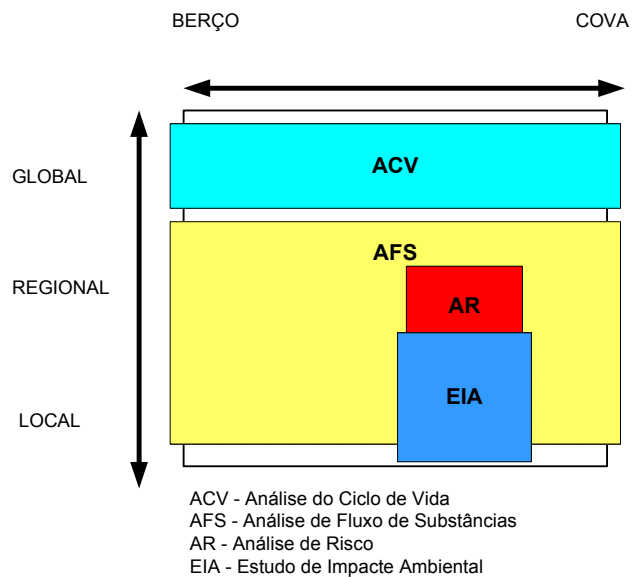 BERÇO COVA
GLOBAL
ACV
AFS
REGIONAL
AR
EIA
LOCAL
ACV - Análise do Ciclo de Vida
AFS - Análise de Fluxo de Substâncias
AR - Análise de Risco
EIA - Estudo de Impacte Ambiental